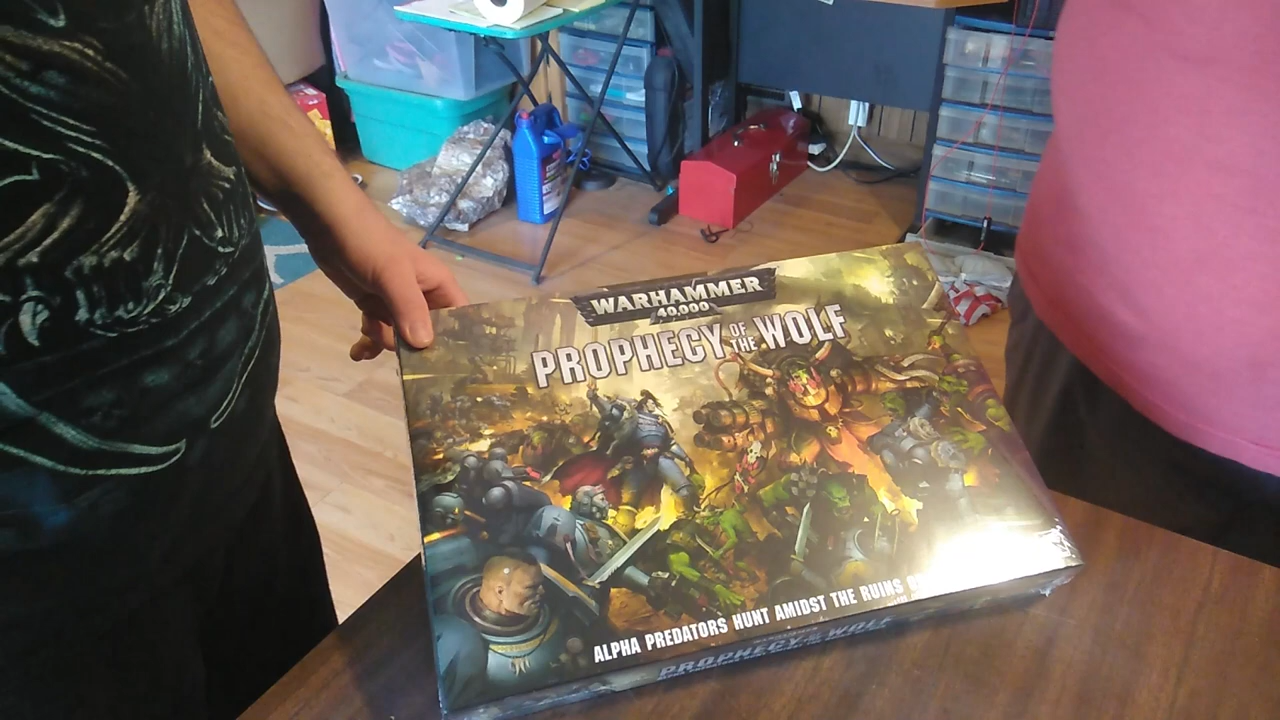 WARHAMMER
40,000
PROPHECY OF THE WOLF
ALPHA PREDATORS HUNT AMIDST THE RUINS
PROPHECY OF THE WOLF